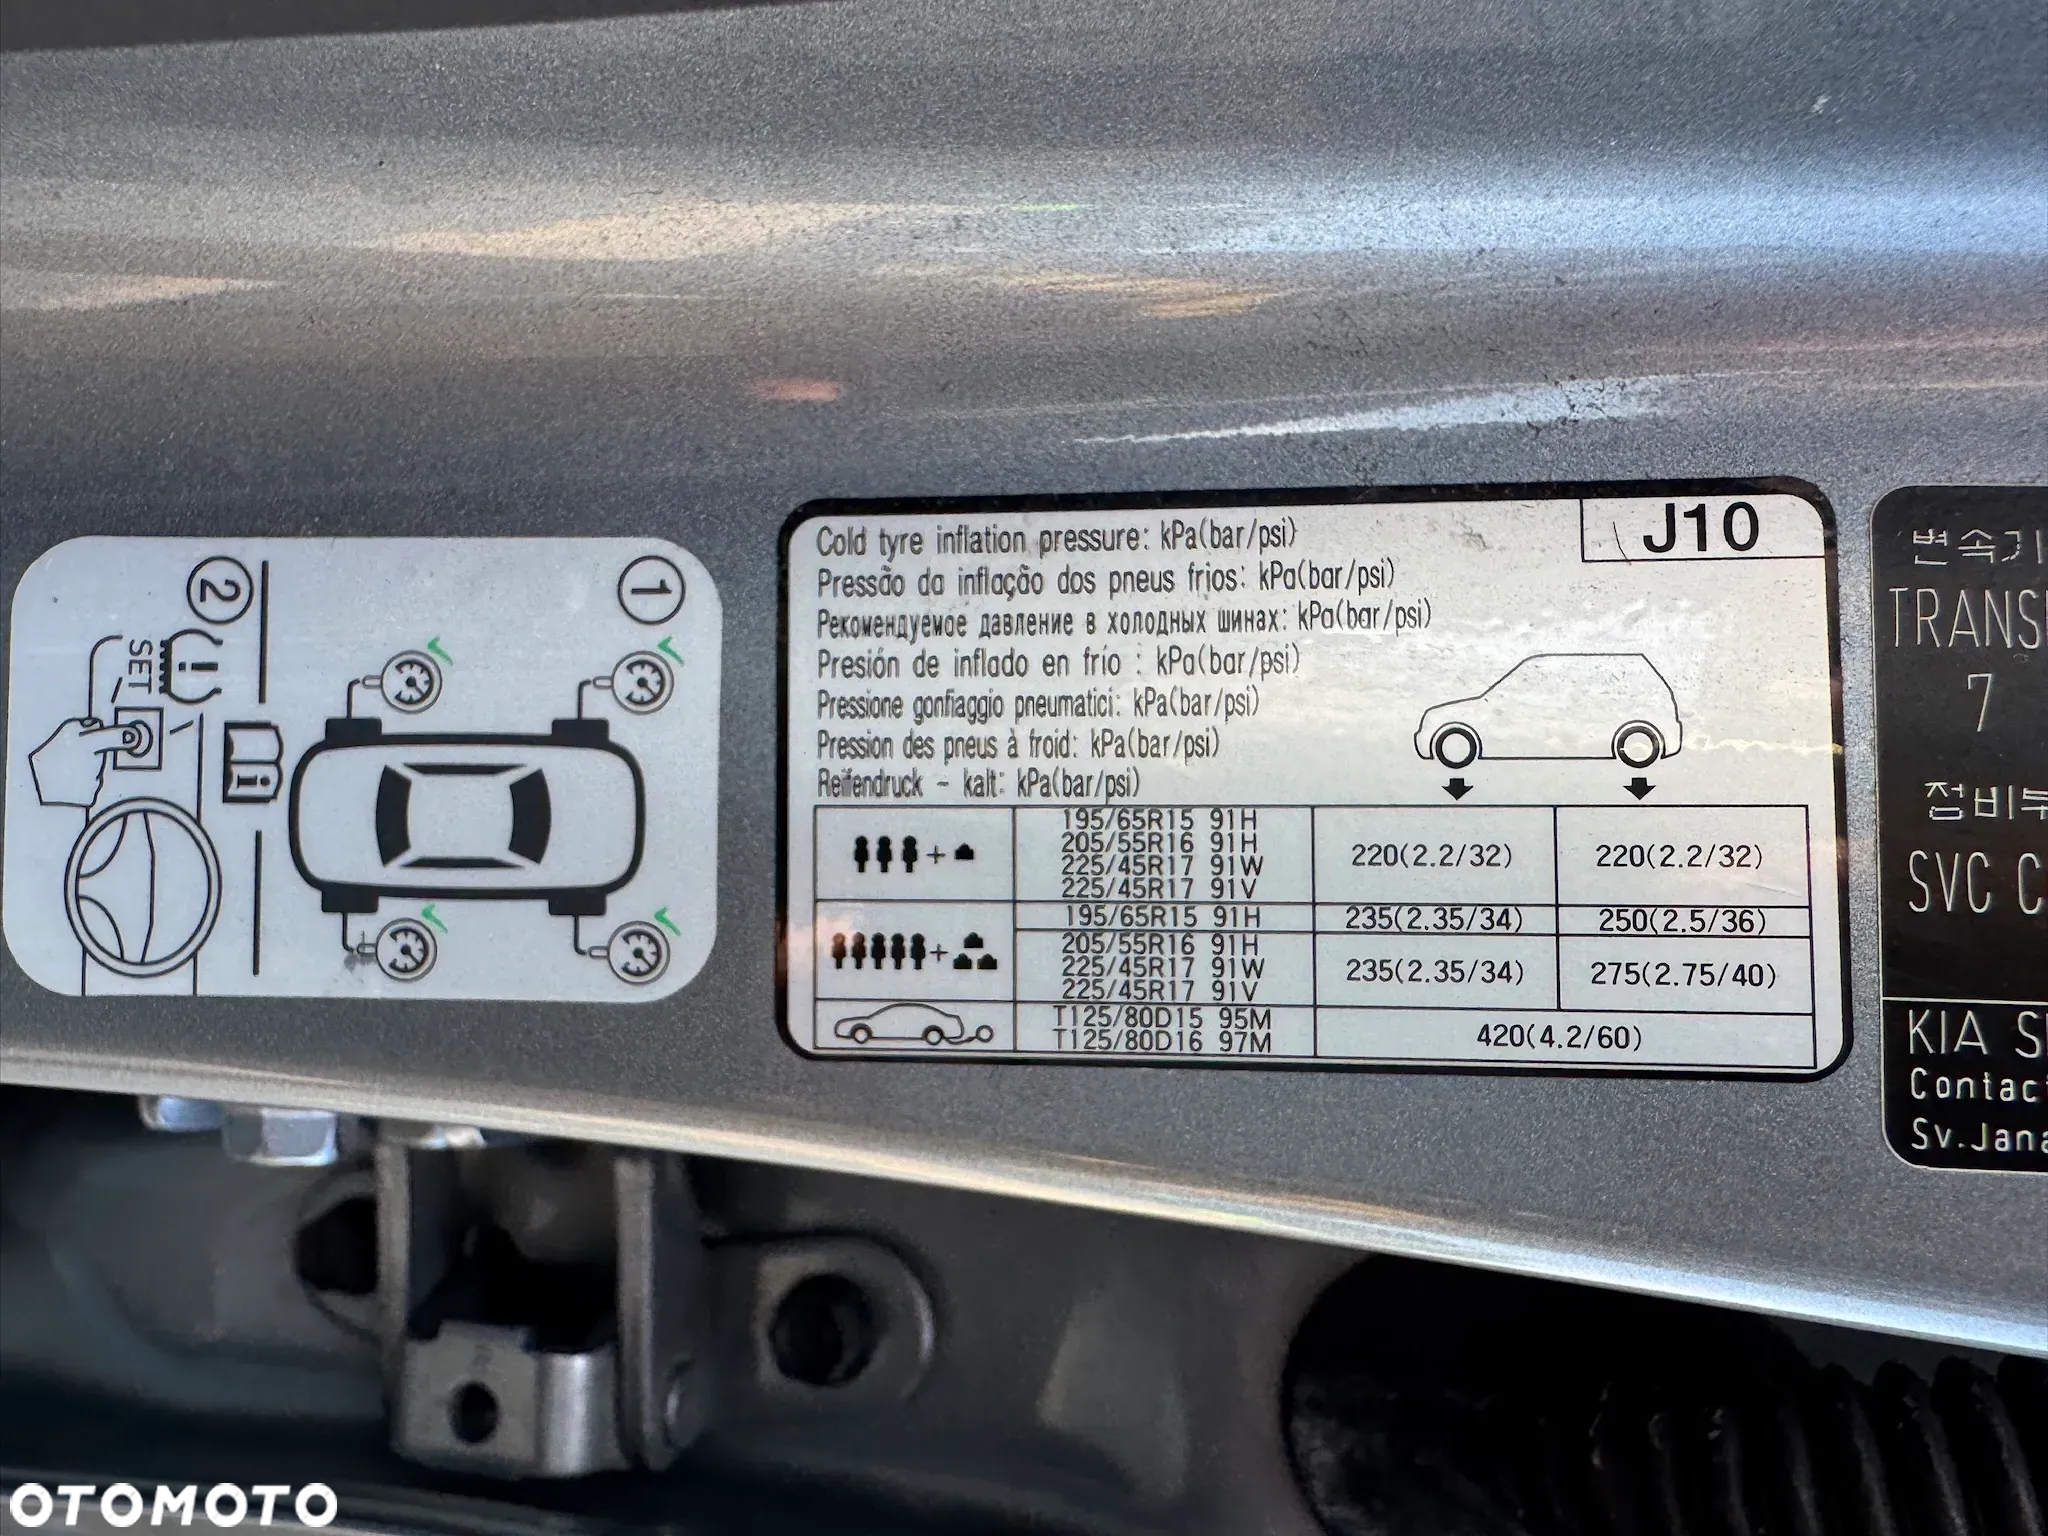 2
1
SET
i
Cold tyre inflation pressure: kPa(bar/psi)
J10
Pressão da inflação dos pneus frios: kPa(bar/psi)
Рекомендуемое давление в холодных шинах: kPa(bar/psi)
Presión de inflado en frío : kPa(bar/psi)
Pressione gonfiaggio pneumatici: kPa(bar/psi)
Pression des pneus à froid: kPa(bar/psi)
Reifendruck - kalt: kPa(bar/psi)
195/65R15 91H
205/55R16 91H
225/45R17 91W
225/45R17 91V
220(2.2/32) 220(2.2/32)
195/65R15 91H 235(2.35/34) 250(2.5/36)
205/55R16 91H
225/45R17 91W
225/45R17 91V
235(2.35/34) 275(2.75/40)
T125/80D15 95M
T125/80D16 97M
420(4.2/60)
변속기
TRANS
7
점비
SVC C
KIA S
Contac
Sv.Jana
OTOMOTO